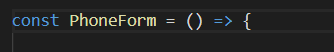 const PhoneForm = () => {